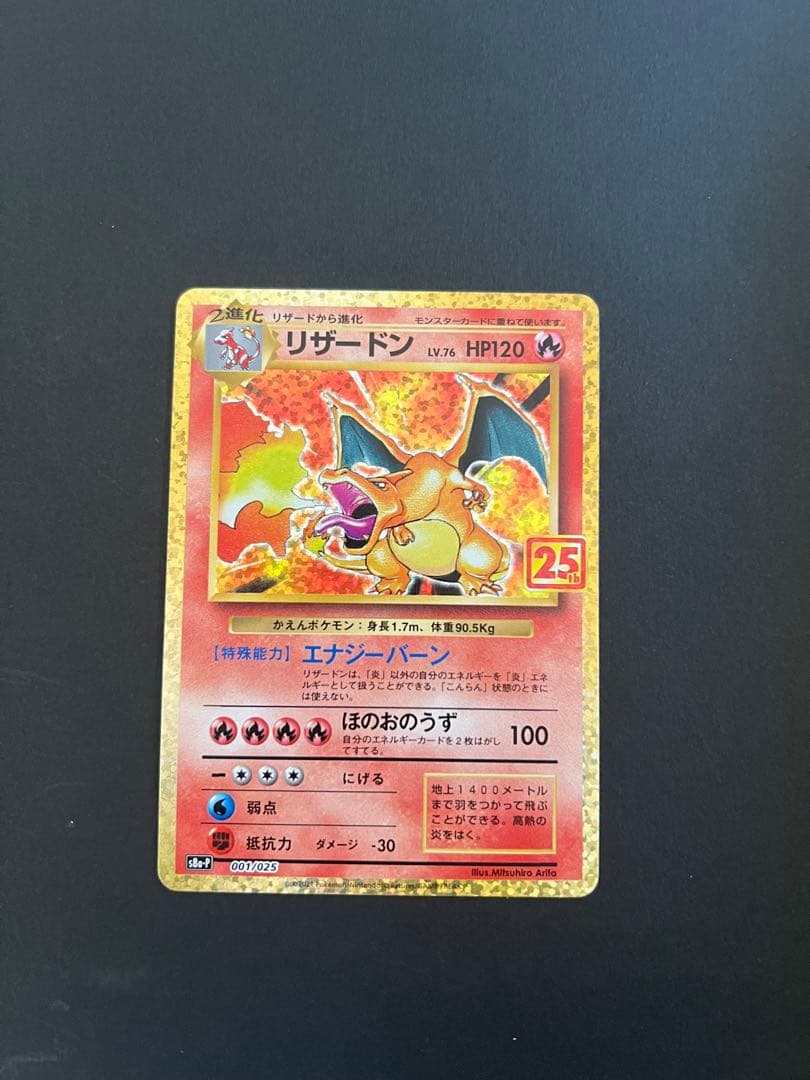 2進化 リザードから進化 モンスターカードに重ねて使います。
リザードン LV.76 HP120
25th
かえんポケモン：身長1.7m、体重90.5Kg
【特殊能力】エナジーバーン
リザードンは、「炎」以外の自分のエネルギーを「炎」エネ
ルギーとして扱うことができる。「こんらん」状態のときに
は使えない。
ほのおのうず 100
自分のエネルギーカードを2枚はがし
てすてる。
ー にげる
弱点
抵抗力 ダメージ -30
地上1400メートル
まで羽をつかって飛ぶ
ことができる。高熱の
炎をはく。
s8a-P 001/025
Illus.Mitsuhiro Arita
©2021 Pokémon/Nintendo/Creatures/GAME FREAK.